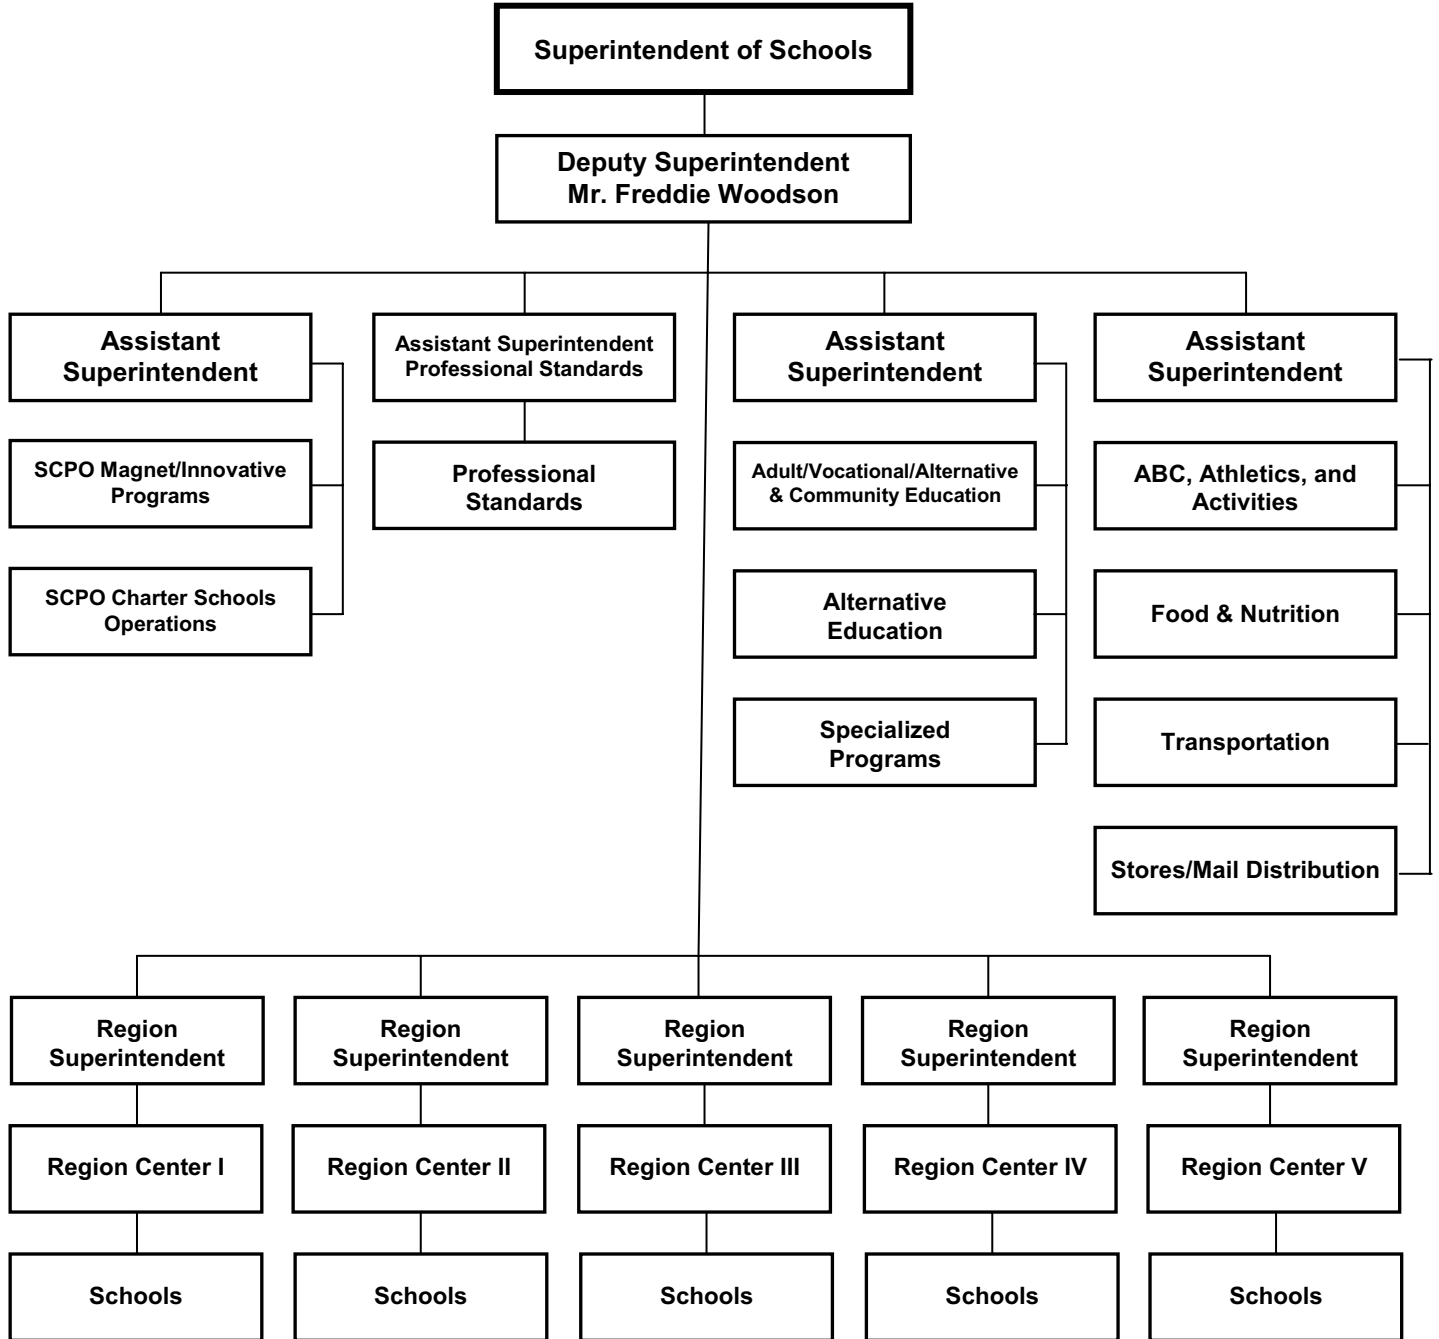 Superintendent of Schools
Deputy Superintendent
Mr. Freddie Woodson
Assistant
Superintendent
SCPO Magnet/Innovative
Programs
SCPO Charter Schools
Operations
Assistant Superintendent
Professional Standards
Professional
Standards
Assistant
Superintendent
Adult/Vocational/Alternative
& Community Education
Alternative
Education
Specialized
Programs
Assistant
Superintendent
ABC, Athletics, and
Activities
Food & Nutrition
Transportation
Stores/Mail Distribution
Region
Superintendent
Region Center I
Schools
Region
Superintendent
Region Center II
Schools
Region
Superintendent
Region Center III
Schools
Region
Superintendent
Region Center IV
Schools
Region
Superintendent
Region Center V
Schools